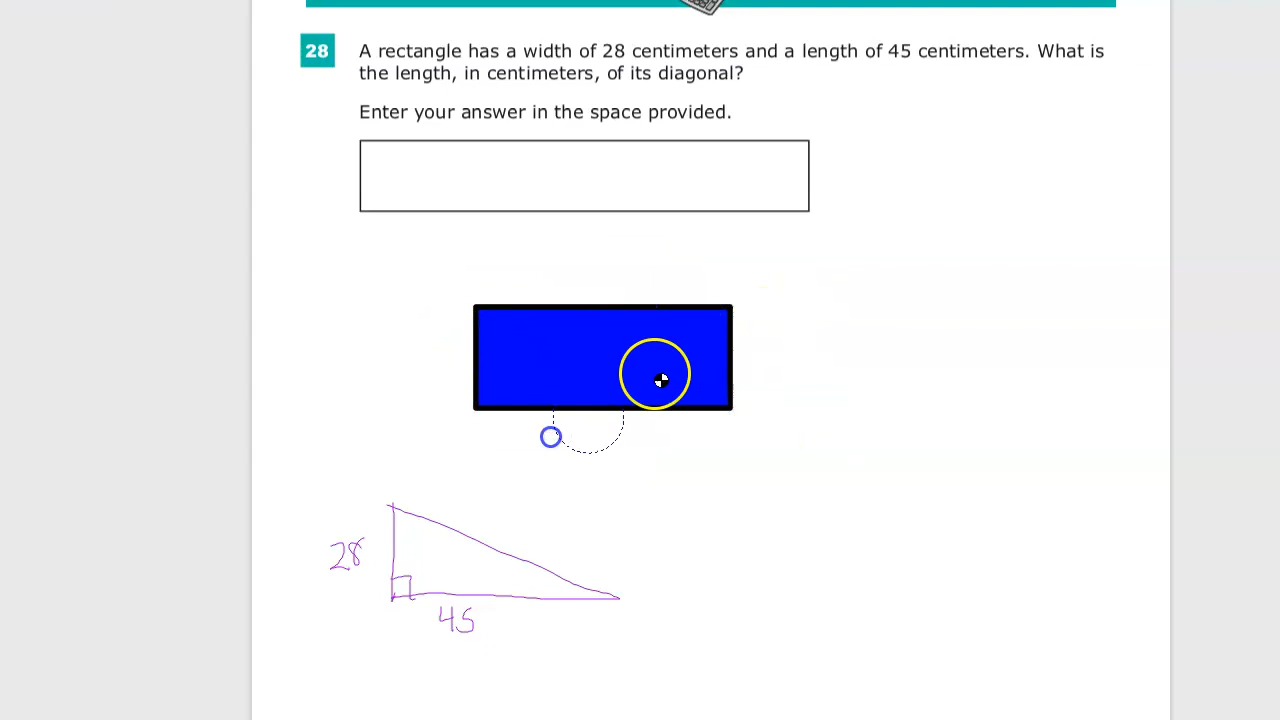 28
A rectangle has a width of 28 centimeters and a length of 45 centimeters. What is
the length, in centimeters, of its diagonal?
Enter your answer in the space provided.
28
45